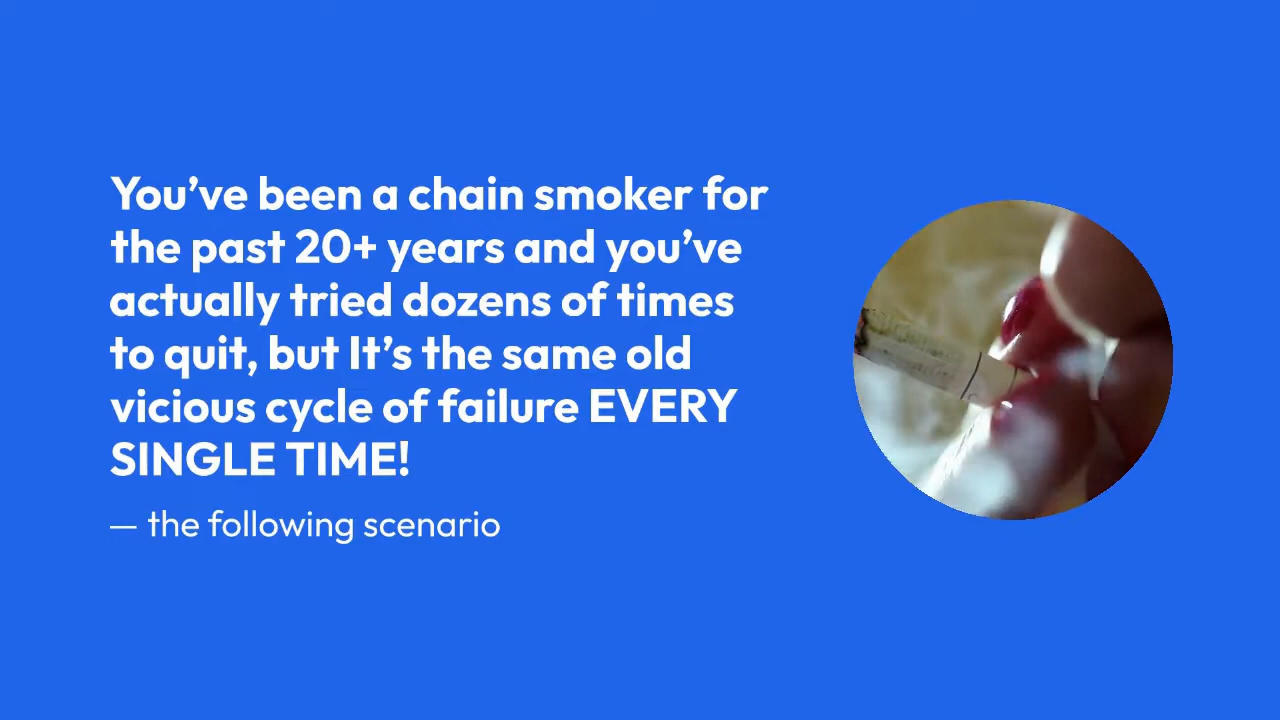 You’ve been a chain smoker for
the past 20+ years and you’ve
actually tried dozens of times
to quit, but It’s the same old
vicious cycle of failure EVERY
SINGLE TIME!
— the following scenario